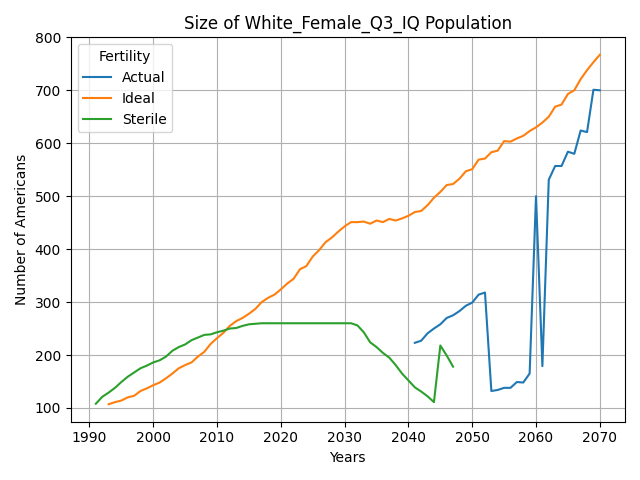 Size of White_Female_Q3_IQ Population
Number of Americans
800
700
600
500
400
300
200
100
Fertility
Actual
Ideal
Sterile
1990 2000 2010 2020 2030 2040 2050 2060 2070
Years